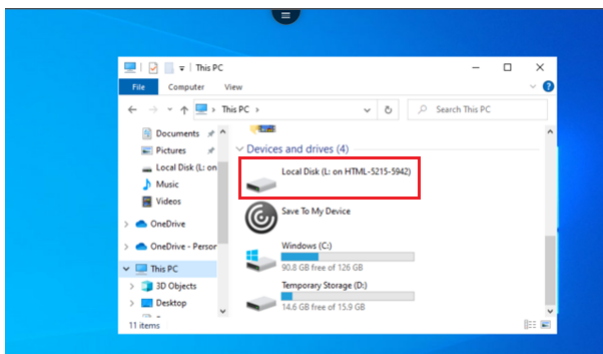 This PC
File Computer View
This PC
Search This PC
Documents
Pictures
Local Disk (L: on
Music
Videos
OneDrive
OneDrive - Person
This PC
3D Objects
Desktop
Devices and drives (4)
Local Disk (L: on HTML-5215-5942)
Save To My Device
Windows (C:)
90.8 GB free of 126 GB
Temporary Storage (D:)
14.6 GB free of 15.9 GB
11 items